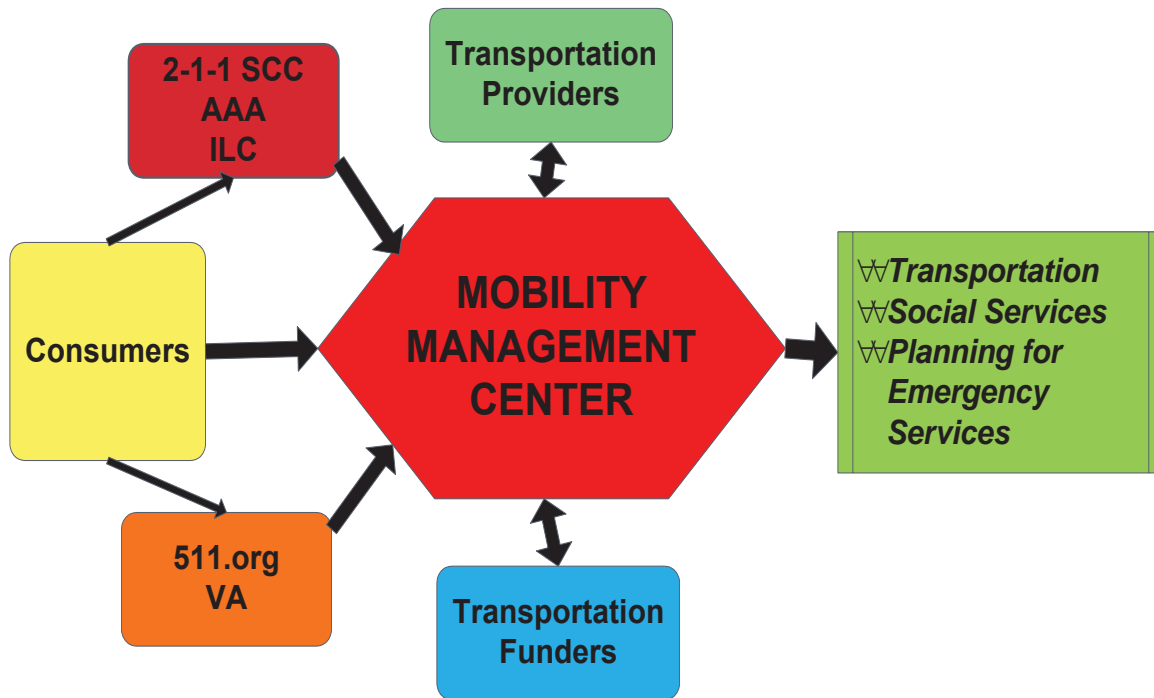 2-1-1 SCC
AAA
ILC
Transportation
Providers
Consumers
MOBILITY
MANAGEMENT
CENTER
Transportation
Social Services
Planning for
Emergency
Services
511.org
VA
Transportation
Funders